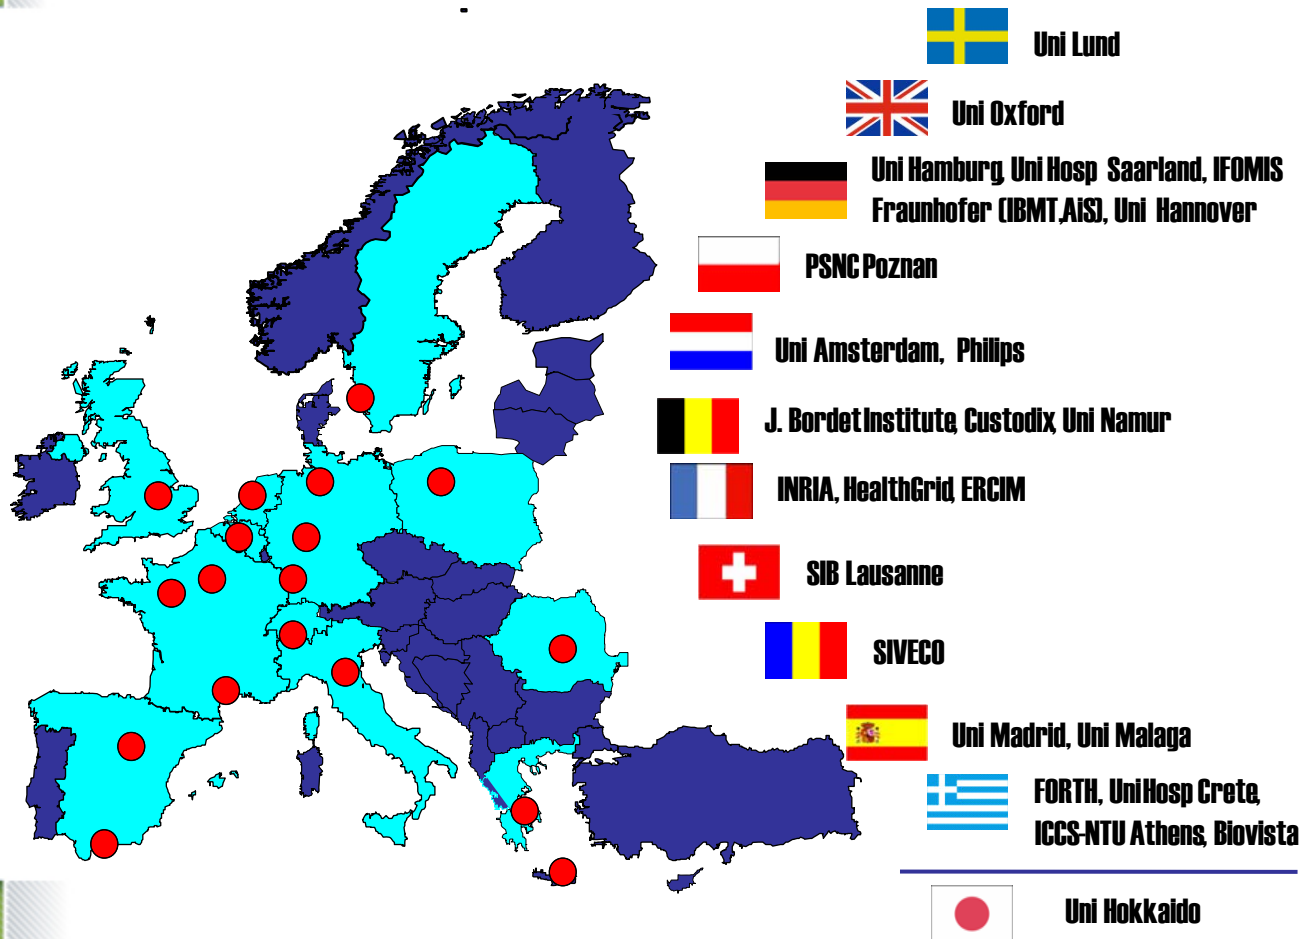 Uni Lund
Uni Oxford
Uni Hamburg, Uni Hosp Saarland, IFOMIS
Fraunhofer (IBMT,AiS), Uni Hannover
PSNC Poznan
Uni Amsterdam, Philips
J. Bordet Institute, Custodix, Uni Namur
INRIA, HealthGrid, ERCIM
SIB Lausanne
SIVECO
Uni Madrid, Uni Malaga
FORTH, UniHosp Crete,
ICCS-NTU Athens, Biovista
Uni Hokkaido